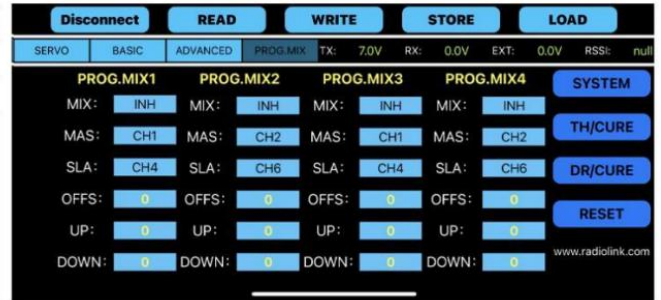 Disconnect READ WRITE STORE LOAD
SERVO BASIC ADVANCED PROG.MIX TX: 7.0V RX: 0.0V EXT: 0.0V RSSI: null
PROG.MIX1 PROG.MIX2 PROG.MIX3 PROG.MIX4 SYSTEM
MIX: INH MIX: INH MIX: INH MIX: INH
MAS: CH1 MAS: CH2 MAS: CH1 MAS: CH2 TH/CURE
SLA: CH4 SLA: CH6 SLA: CH4 SLA: CH6 DR/CURE
OFFS: 0 OFFS: 0 OFFS: 0 OFFS: 0 RESET
UP: 0 UP: 0 UP: 0 UP: 0
DOWN: 0 DOWN: 0 DOWN: 0 DOWN: 0 www.radiolink.com